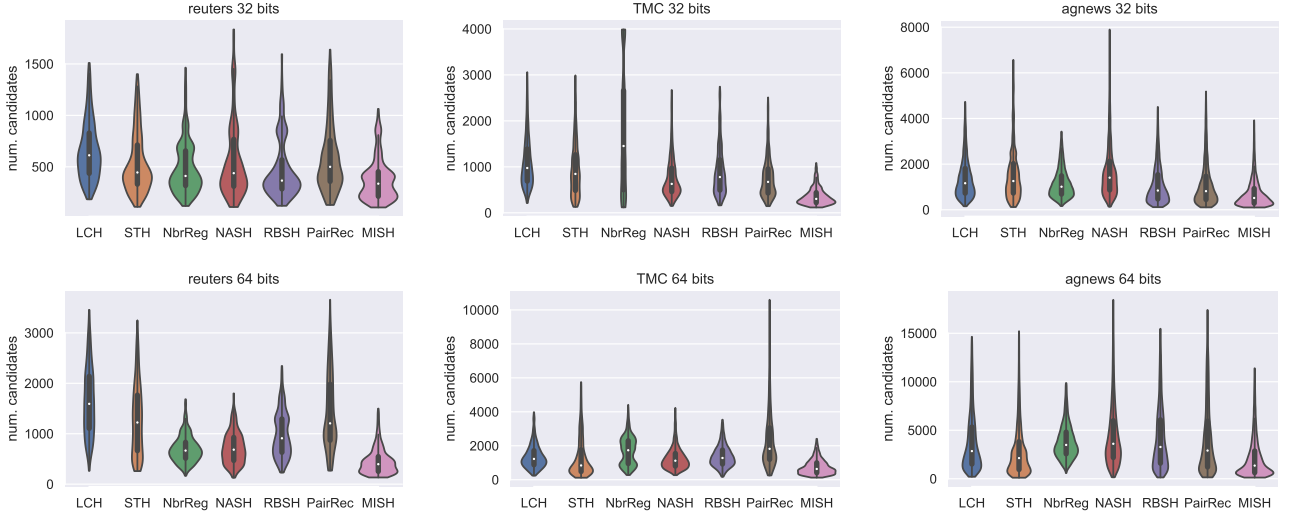 reuters 32 bits
num. candidates
1500
1000
500
LCH STH NbrReg NASH RBSH PairRec MISH
TMC 32 bits
num. candidates
4000
3000
2000
1000
0
LCH STH NbrReg NASH RBSH PairRec MISH
agnews 32 bits
num. candidates
8000
6000
4000
2000
0
LCH STH NbrReg NASH RBSH PairRec MISH
reuters 64 bits
num. candidates
3000
2000
1000
0
LCH STH NbrReg NASH RBSH PairRec MISH
TMC 64 bits
num. candidates
10000
8000
6000
4000
2000
0
LCH STH NbrReg NASH RBSH PairRec MISH
agnews 64 bits
num. candidates
15000
10000
5000
0
LCH STH NbrReg NASH RBSH PairRec MISH